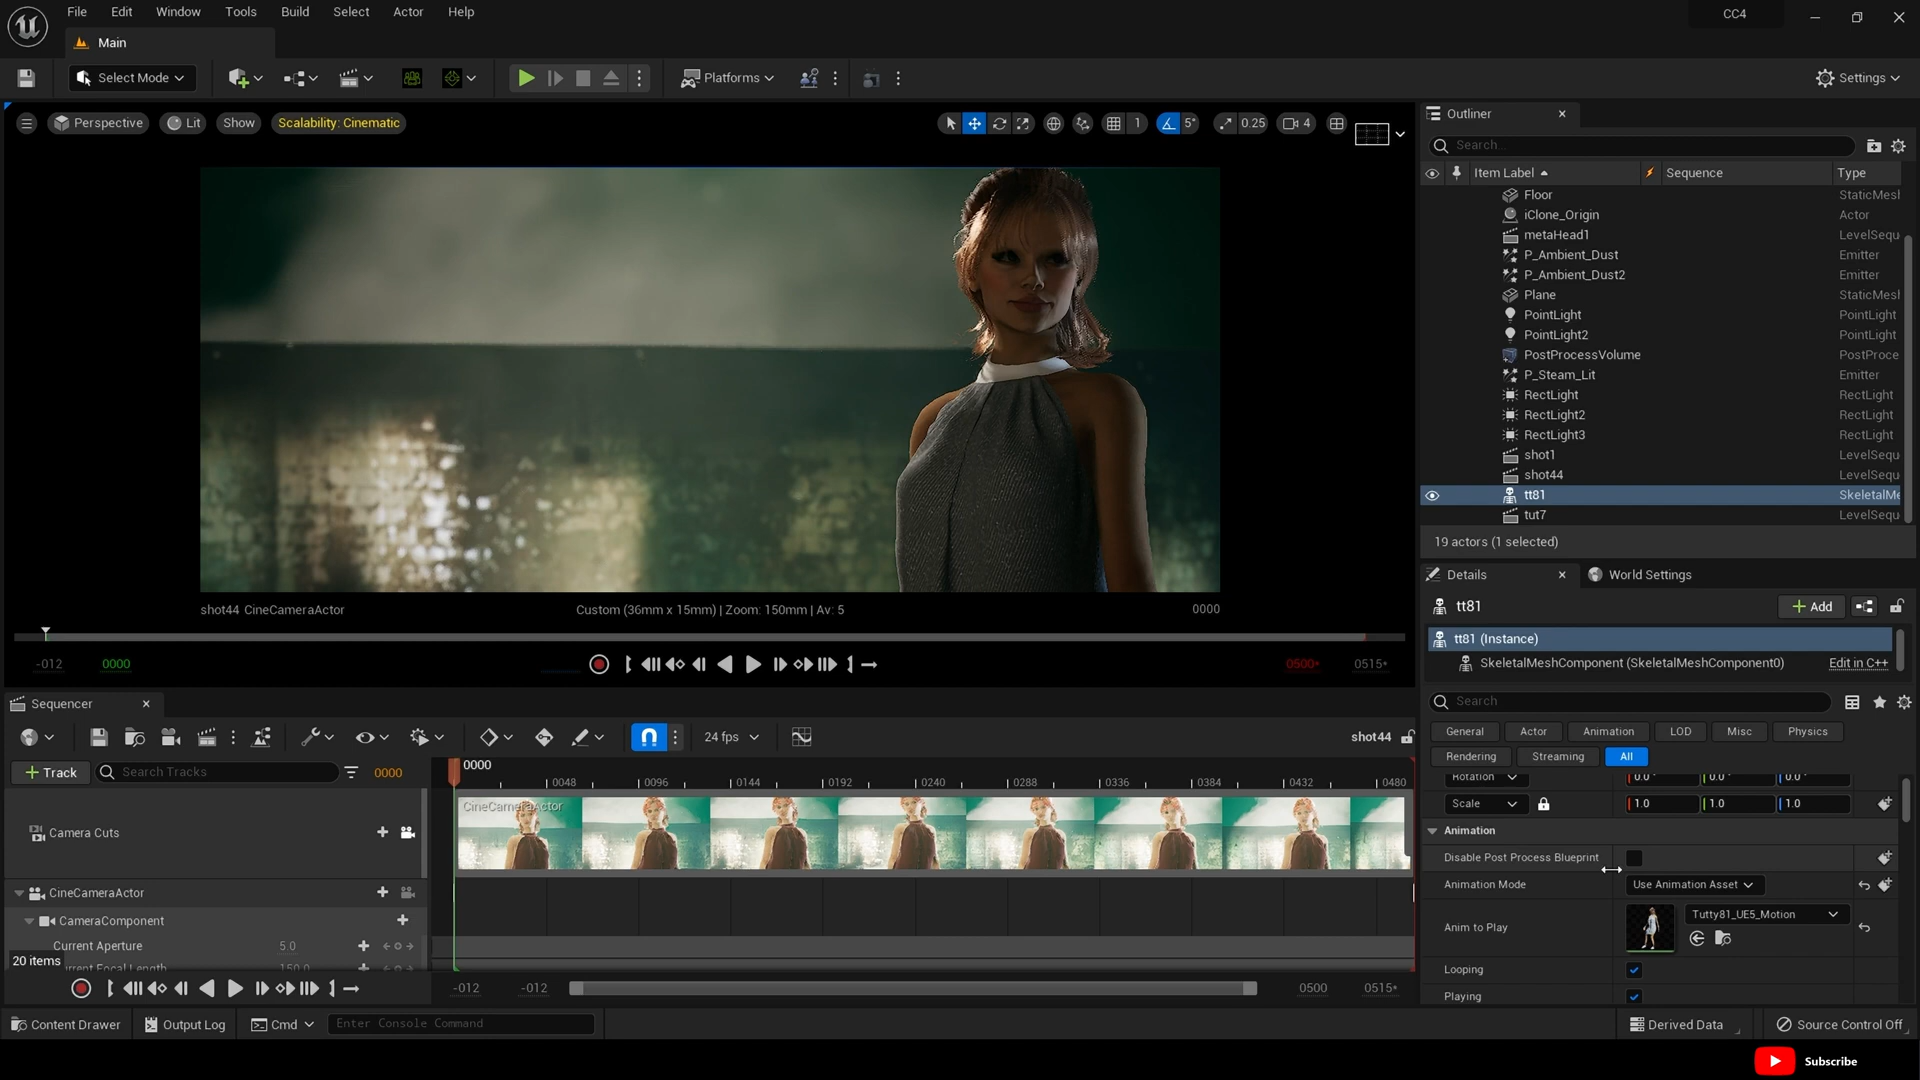 File Edit Window Tools Build Select Actor Help
CC4
Main
Select Mode
Platforms
Settings
Perspective
Lit
Show
Scalability: Cinematic
1
5°
0.25
4
Outliner
Search...
Item Label
Sequence
Type
Floor StaticMesh
iClone_Origin Actor
metaHead1 LevelSequ
P_Ambient_Dust Emitter
P_Ambient_Dust2 Emitter
Plane StaticMesh
PointLight PointLight
PointLight2 PointLight
PostProcessVolume PostProce
P_Steam_Lit Emitter
RectLight RectLight
RectLight2 RectLight
RectLight3 RectLight
shot1 LevelSequ
shot44 LevelSequ
tt81 SkeletalMe
tut7 LevelSequ
19 actors (1 selected)
shot44 CineCameraActor
Custom (36mm x 15mm) | Zoom: 150mm | Av: 5
0000
-012
0000
0500*
0515*
Details
World Settings
tt81
Add
tt81 (Instance)
SkeletalMeshComponent (SkeletalMeshComponent0)
Edit in C++
Search
General Actor Animation LOD Misc Physics
Rendering Streaming All
Rotation 0.0° 0.0° 0.0°
Scale 1.0 1.0 1.0
Animation
Disable Post Process Blueprint
Animation Mode Use Animation Asset
Anim to Play Tutty81_UE5_Motion
Looping
Playing
Sequencer
24 fps
shot44
Track
Search Tracks
0000
0000
0048 0096 0144 0192 0240 0288 0336 0384 0432 0480
CineCameraActor
Camera Cuts
CineCameraActor
CameraComponent
Current Aperture 5.0
20 items
Current Focal Length 150.0
-012
-012
0500
0515*
Content Drawer
Output Log
Cmd
Enter Console Command
Derived Data
Source Control Off
Subscribe